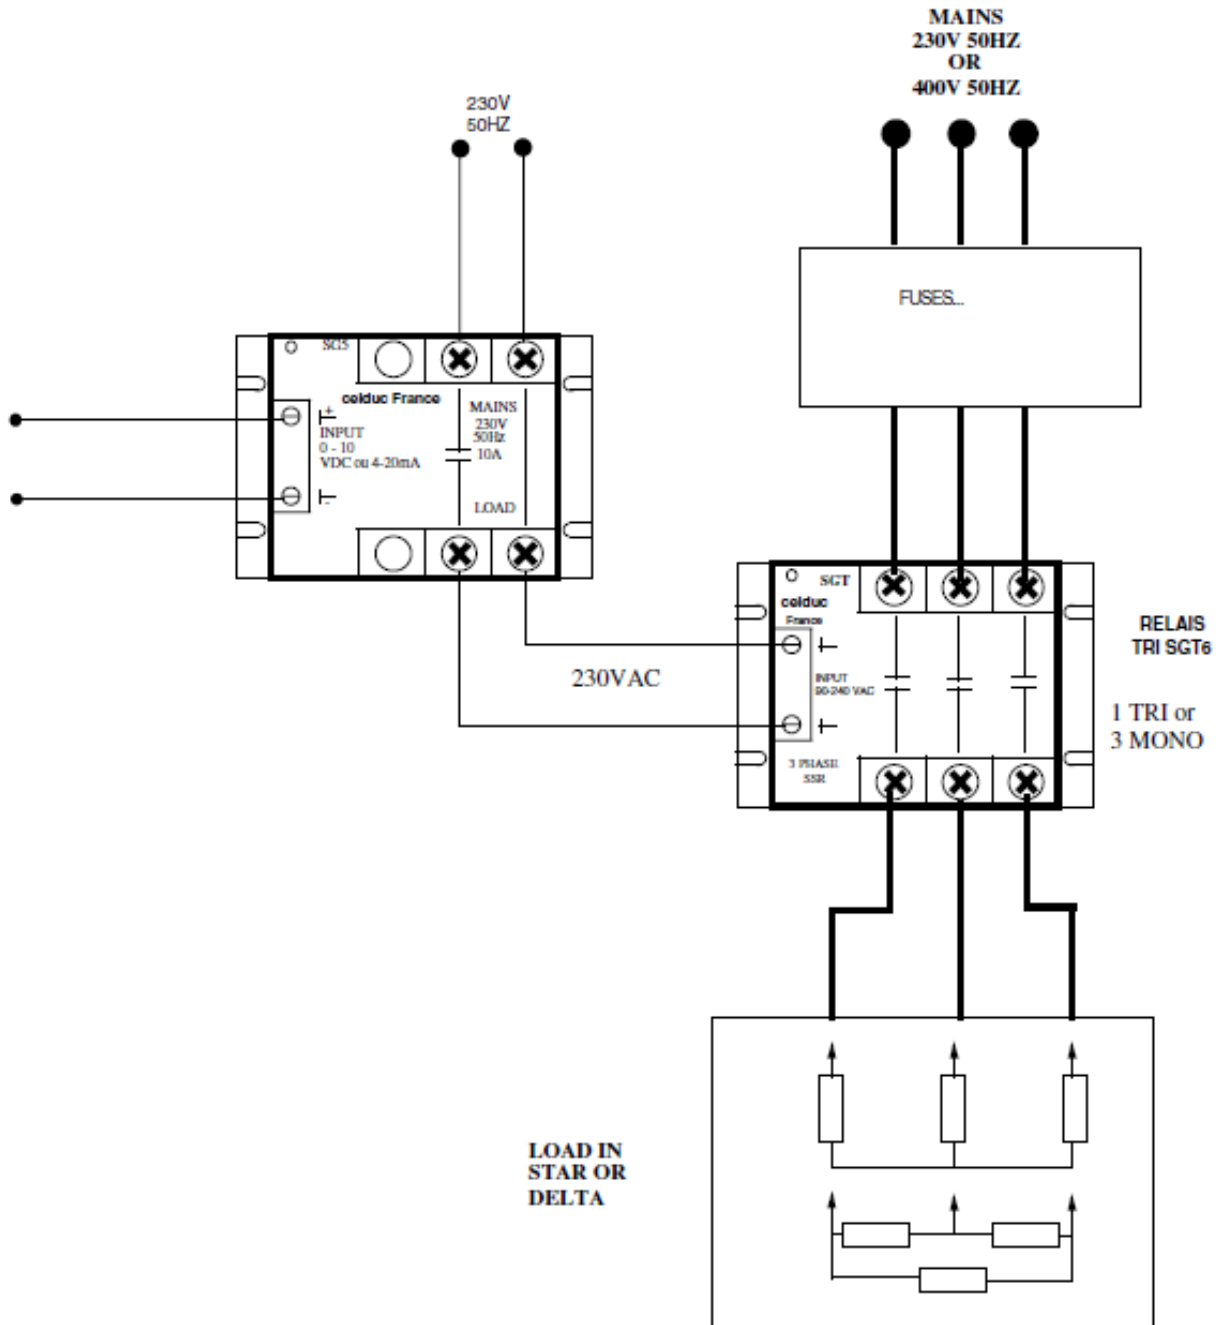 MAINS
230V 50HZ
OR
400V 50HZ
230V
50HZ
FUSES...
SG5
celduc France
+
INPUT
0 - 10
VDC ou 4-20mA
-
MAINS
230V
50Hz
10A
LOAD
SGT
celduc
France
INPUT
90-240 VAC
3 PHASE
SSR
RELAIS
TRI SGT6
1 TRI or
3 MONO
230VAC
LOAD IN
STAR OR
DELTA